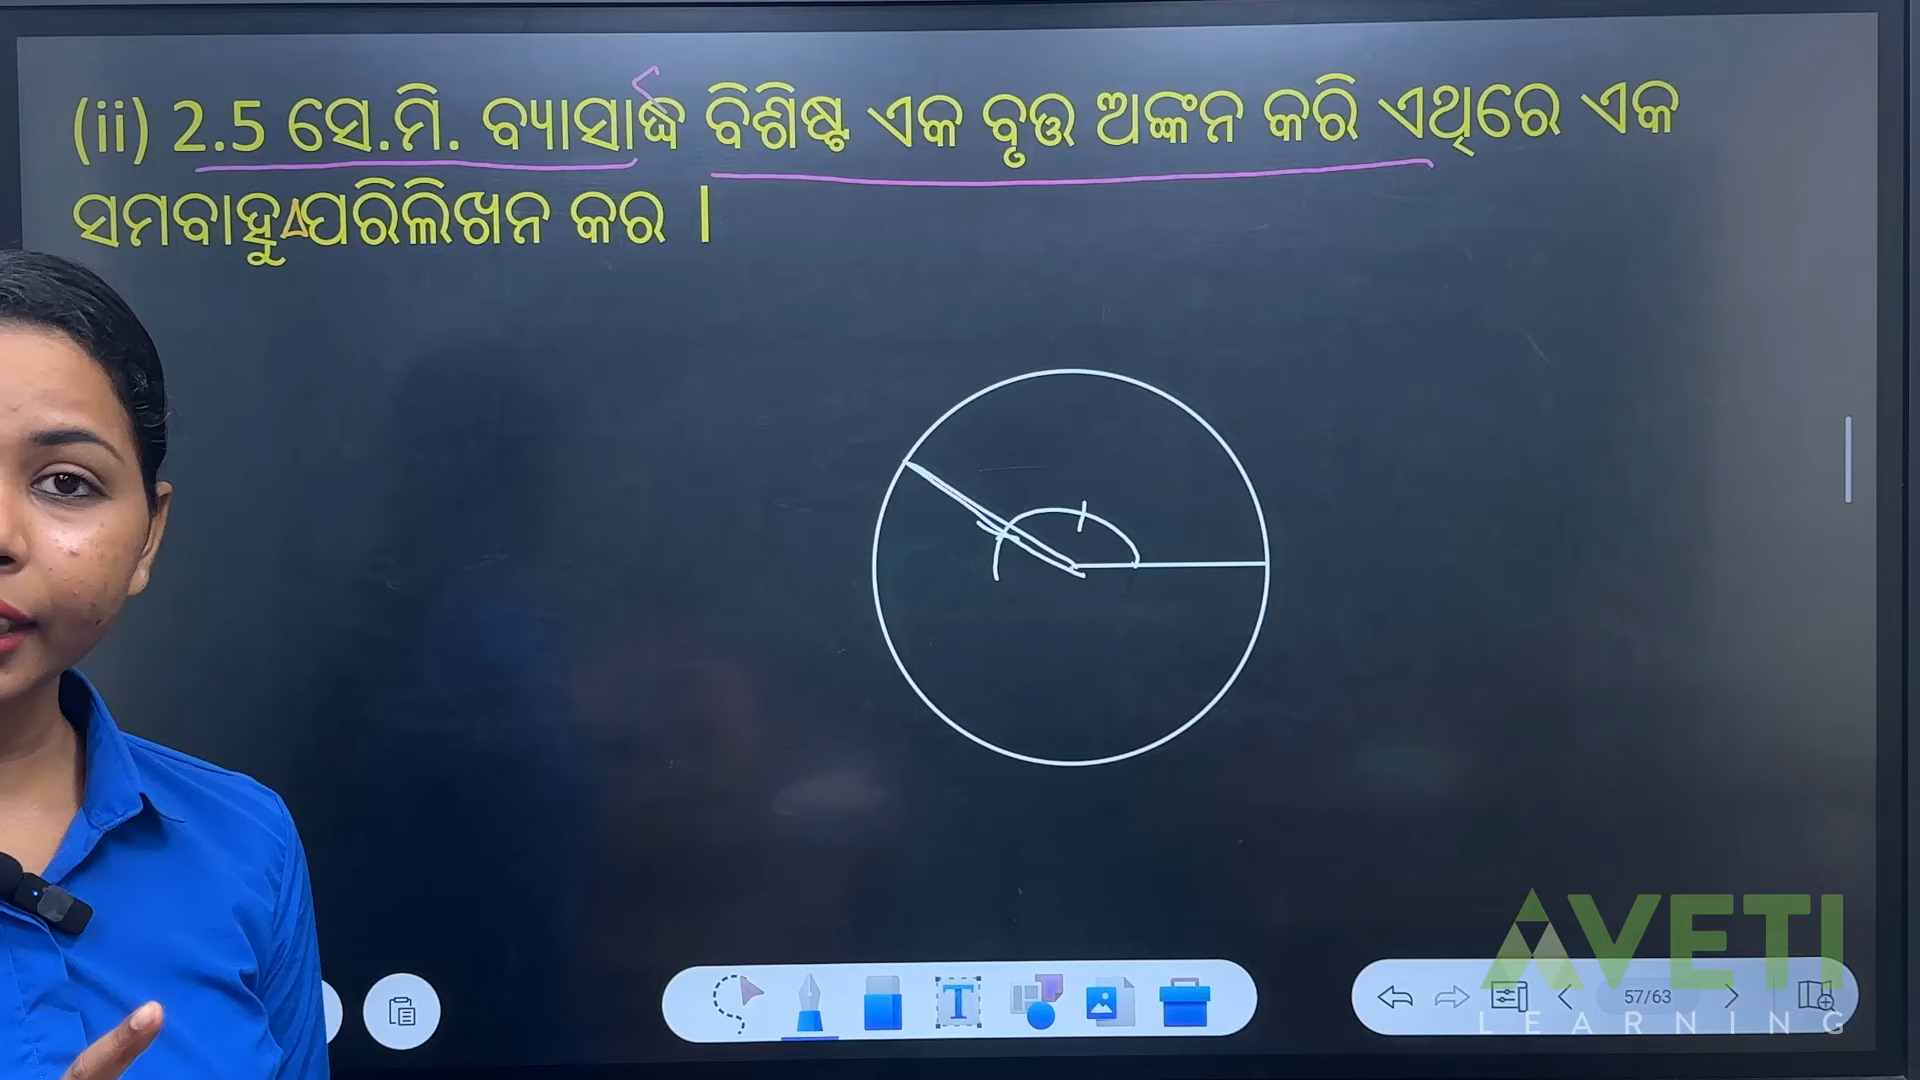 (ii) 2.5 ସେ.ମି. ବ୍ୟାସାର୍ଦ୍ଧ ବିଶିଷ୍ଟ ଏକ ବୃତ୍ତ ଅଙ୍କନ କରି ଏଥିରେ ଏକ
ସମବାହୁ Δ ପରିଲିଖନ କର ।
T
57/63
AVETI
LEARNING